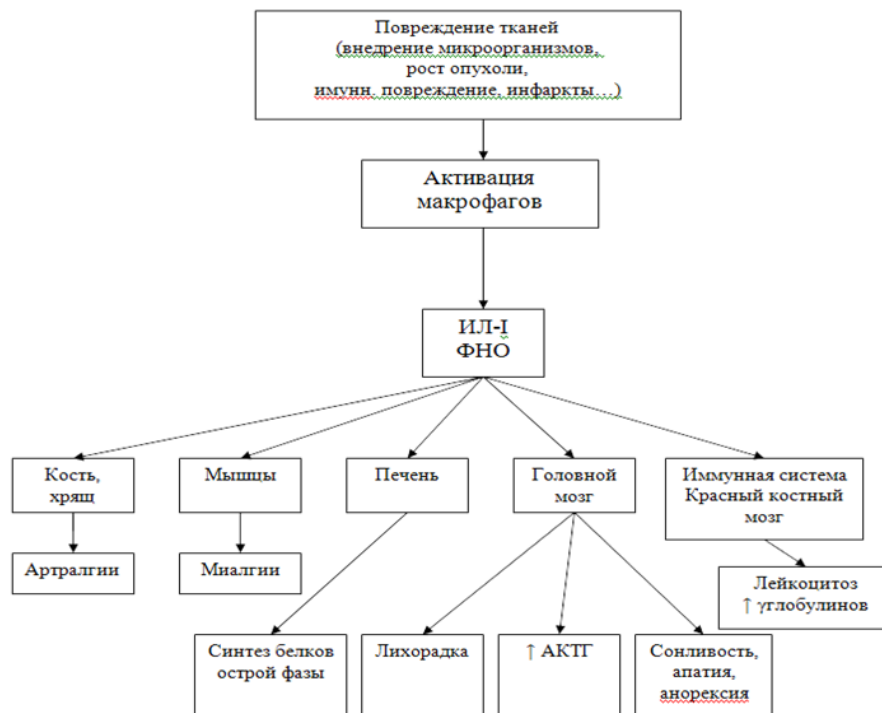 Повреждение тканей
(внедрение микроорганизмов,
рост опухоли,
имунн. повреждение, инфаркты…)
Активация
макрофагов
ИЛ-I
ФНО
Кость,
хрящ
Мышцы
Печень
Головной
мозг
Иммунная система
Красный костный
мозг
Артралгии
Миалгии
Лейкоцитоз
↑ γглобулинов
Синтез белков
острой фазы
Лихорадка
↑ АКТГ
Сонливость,
апатия,
анорексия